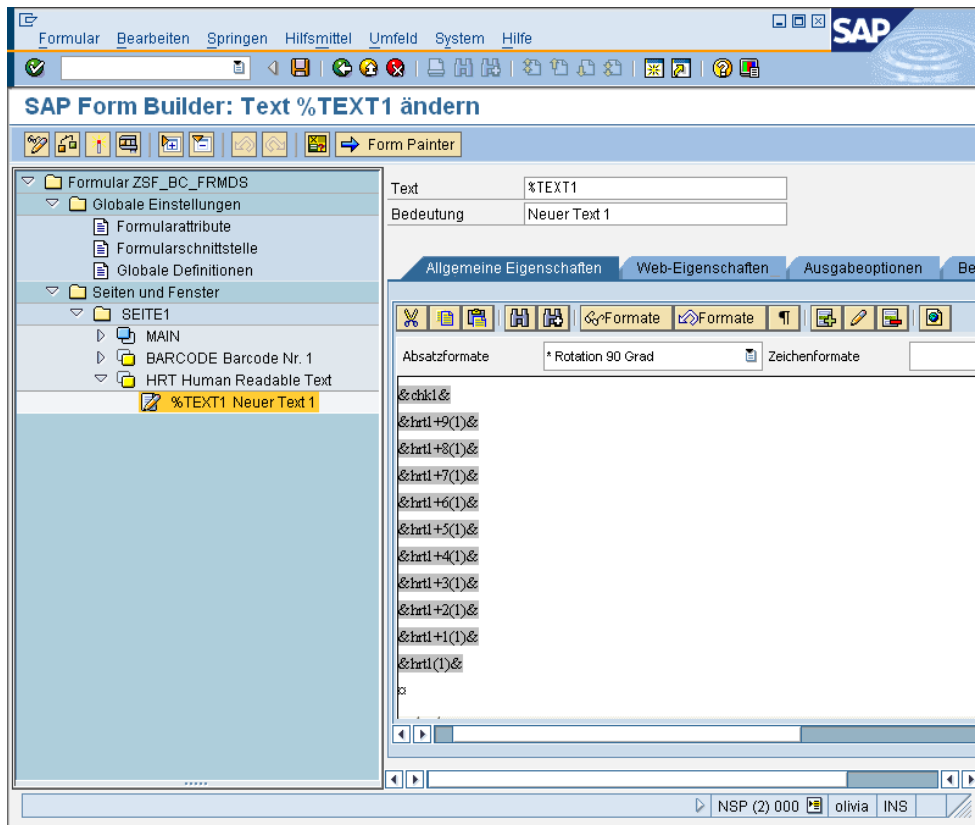 Formular Bearbeiten Springen Hilfsmittel Umfeld System Hilfe
SAP
SAP Form Builder: Text %TEXT1 ändern
Form Painter
Formular ZSF_BC_FRMDS
Globale Einstellungen
Formularattribute
Formularschnittstelle
Globale Definitionen
Seiten und Fenster
SEITE1
MAIN
BARCODE Barcode Nr. 1
HRT Human Readable Text
%TEXT1 Neuer Text 1
Text %TEXT1
Bedeutung Neuer Text 1
Allgemeine Eigenschaften Web-Eigenschaften Ausgabeoptionen Be
Formate Formate
Absatzformate * Rotation 90 Grad Zeichenformate
&chk1&
&hrt1+9(1)&
&hrt1+8(1)&
&hrt1+7(1)&
&hrt1+6(1)&
&hrt1+5(1)&
&hrt1+4(1)&
&hrt1+3(1)&
&hrt1+2(1)&
&hrt1+1(1)&
&hrt1(1)&
NSP (2) 000 olivia INS